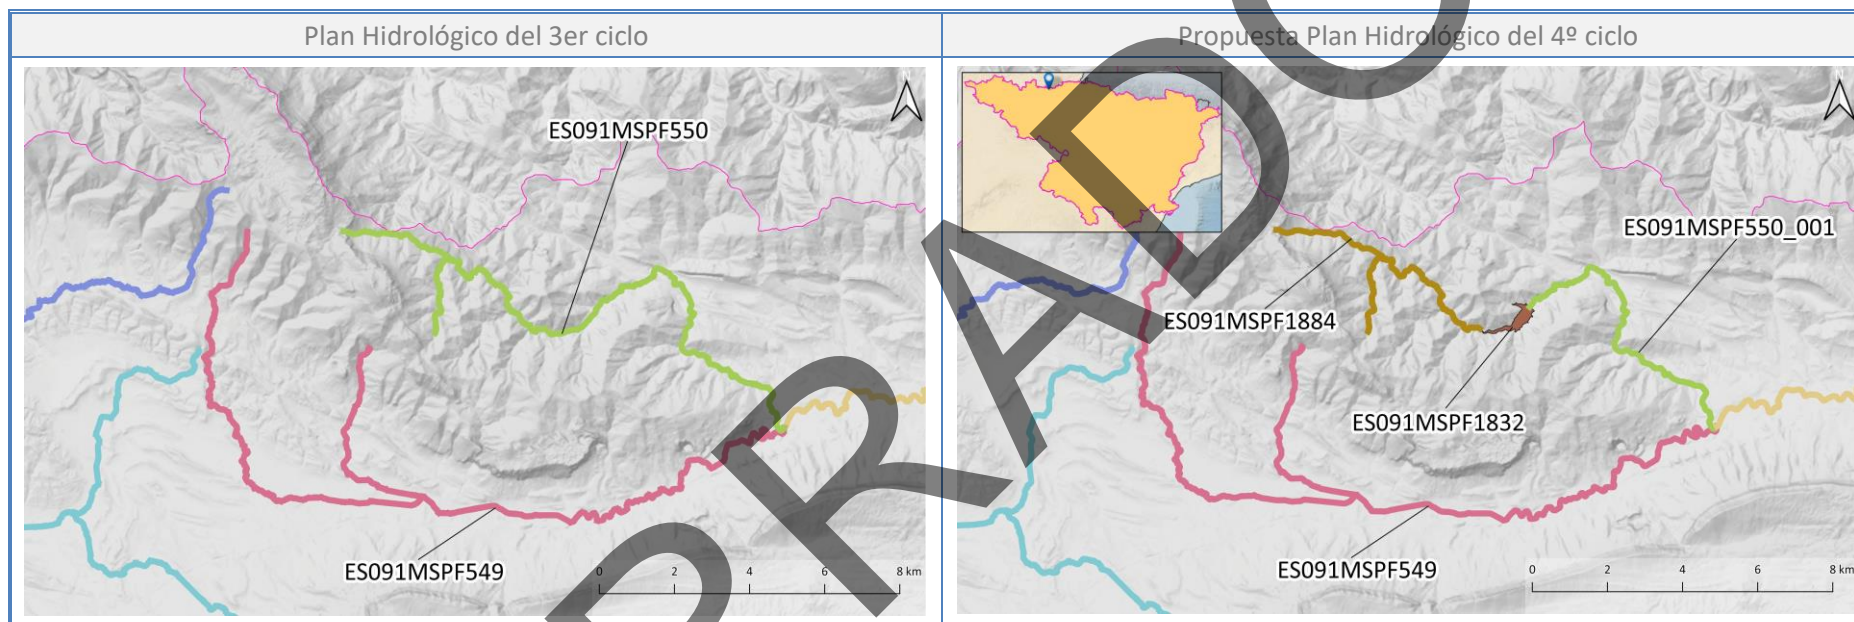 Plan Hidrológico del 3er ciclo
Propuesta Plan Hidrológico del 4º ciclo
ES091MSPF550
ES091MSPF549
0 2 4 6 8 km
ES091MSPF550_001
ES091MSPF1884
ES091MSPF1832
ES091MSPF549
0 2 4 6 8 km
PRADO